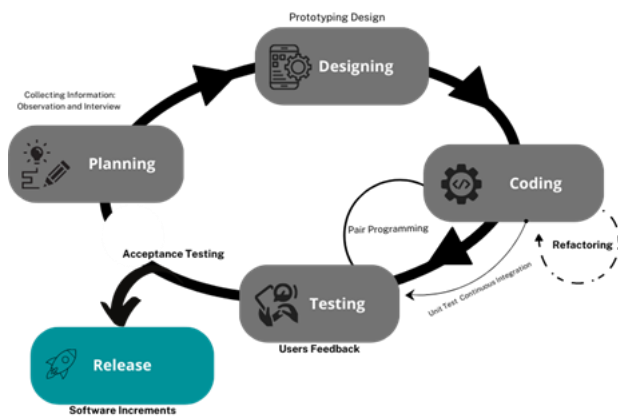 Prototyping Design
Designing
Collecting Information:
Observation and Interview
Planning
Coding
Pair Programming
Refactoring
Acceptance Testing
Unit Test Continuous Integration
Testing
Users Feedback
Release
Software Increments